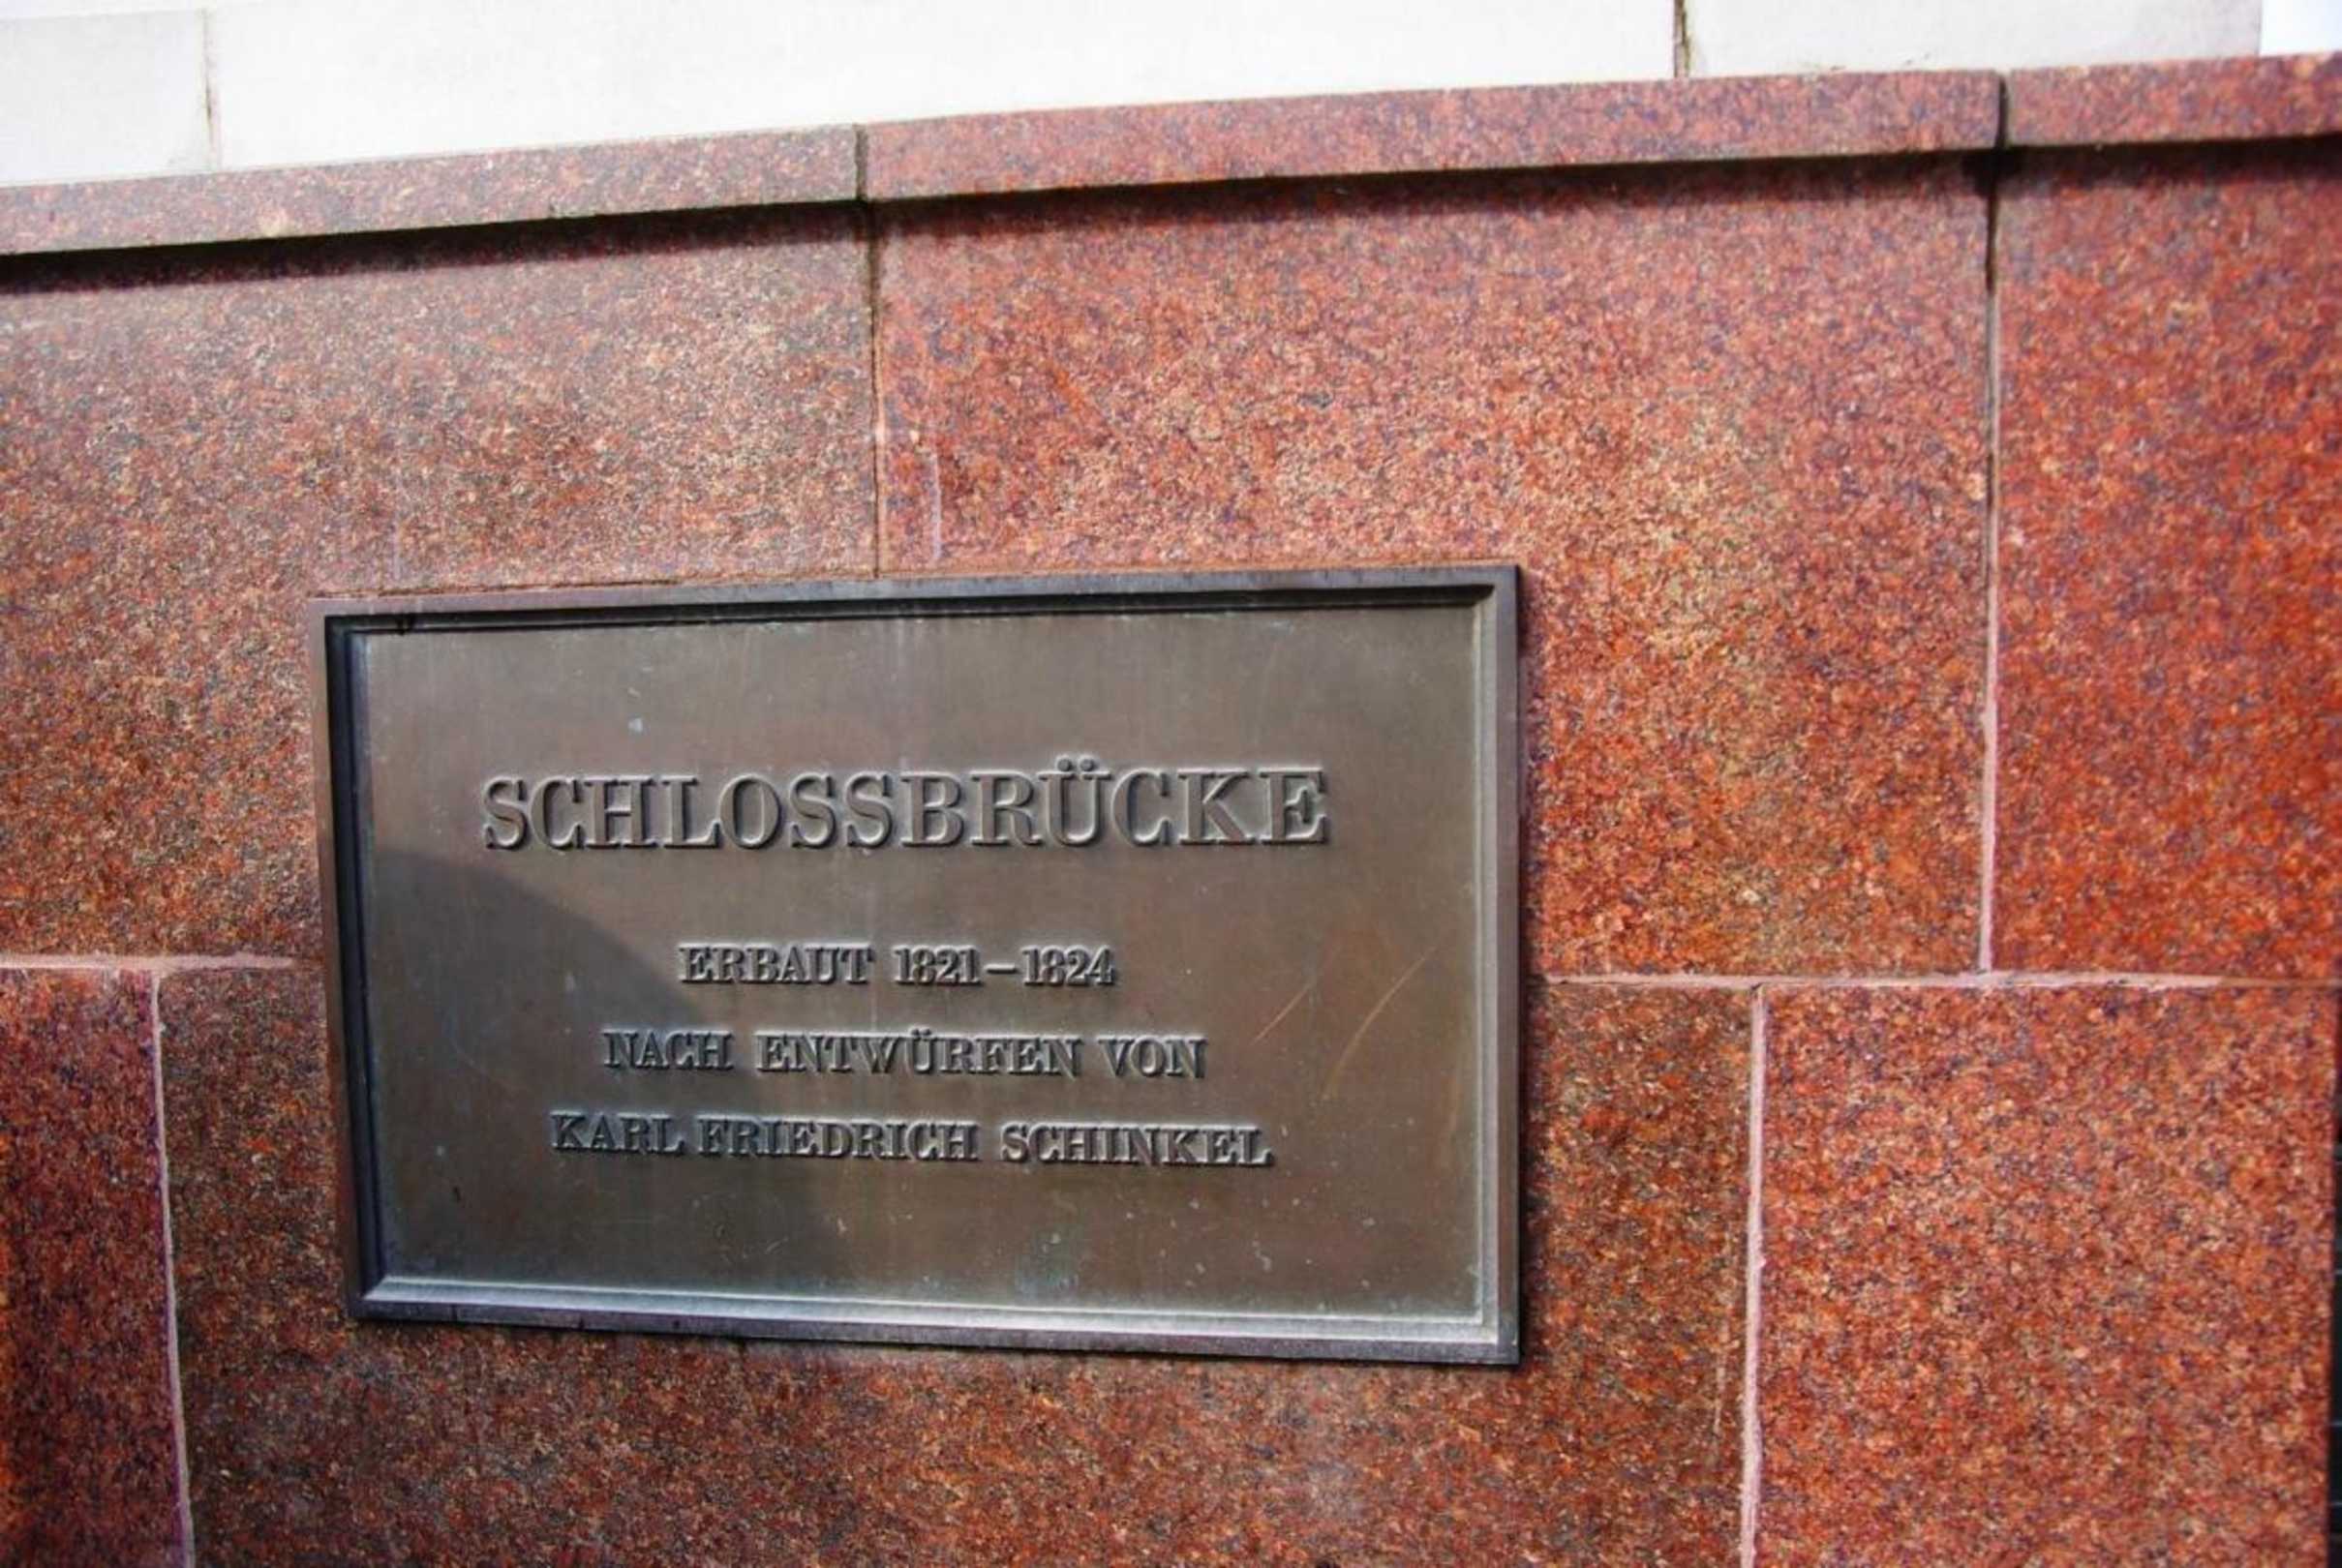 SCHLOSSBRÜCKE
ERBAUT 1821–1824
NACH ENTWÜRFEN VON
KARL FRIEDRICH SCHINKEL